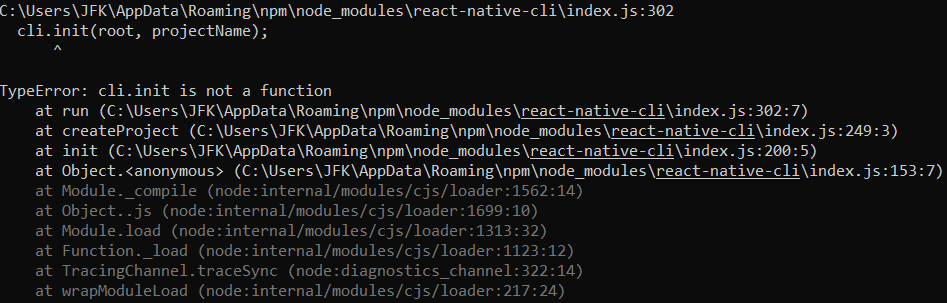 C:\Users\JFK\AppData\Roaming\npm\node_modules\react-native-cli\index.js:302
  cli.init(root, projectName);
      ^

TypeError: cli.init is not a function
    at run (C:\Users\JFK\AppData\Roaming\npm\node_modules\react-native-cli\index.js:302:7)
    at createProject (C:\Users\JFK\AppData\Roaming\npm\node_modules\react-native-cli\index.js:249:3)
    at init (C:\Users\JFK\AppData\Roaming\npm\node_modules\react-native-cli\index.js:200:5)
    at Object.<anonymous> (C:\Users\JFK\AppData\Roaming\npm\node_modules\react-native-cli\index.js:153:7)
    at Module._compile (node:internal/modules/cjs/loader:1562:14)
    at Object..js (node:internal/modules/cjs/loader:1699:10)
    at Module.load (node:internal/modules/cjs/loader:1313:32)
    at Function._load (node:internal/modules/cjs/loader:1123:12)
    at TracingChannel.traceSync (node:diagnostics_channel:322:14)
    at wrapModuleLoad (node:internal/modules/cjs/loader:217:24)